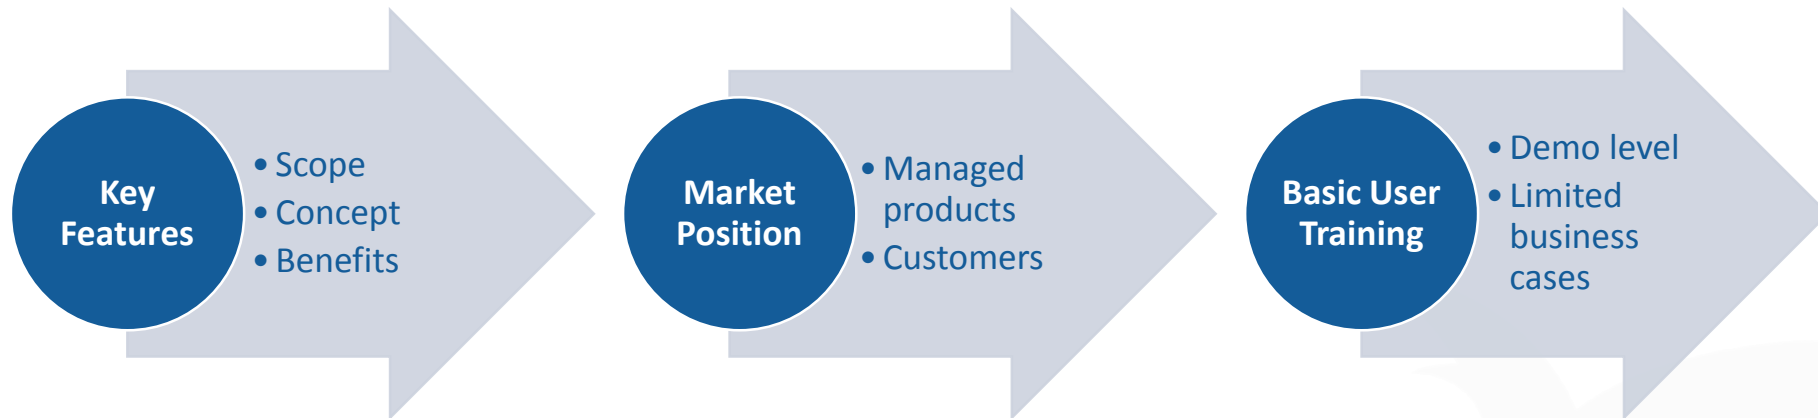 Key
Features
• Scope
• Concept
• Benefits
Market
Position
• Managed
products
• Customers
Basic User
Training
• Demo level
• Limited
business
cases